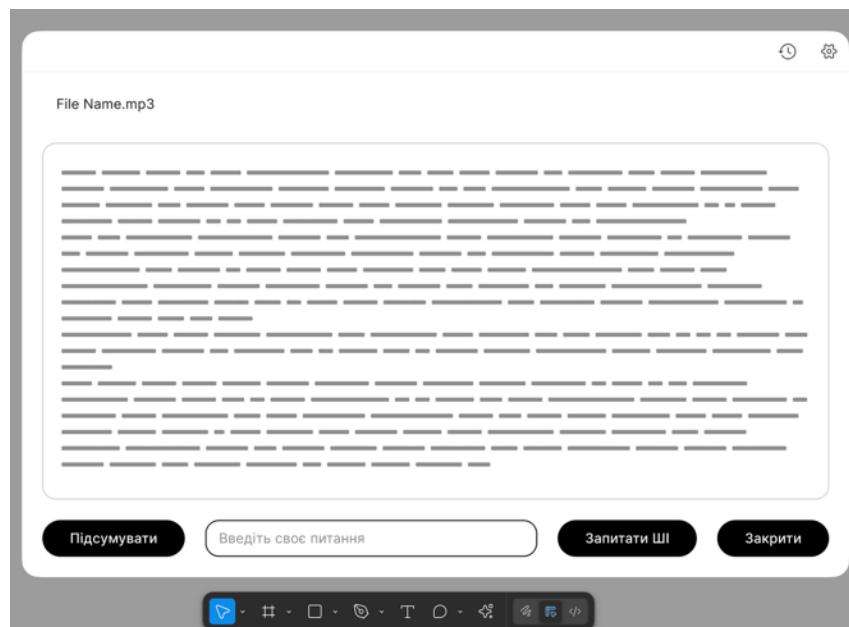 File Name.mp3
Підсумувати
Введіть своє питання
Запитати ШІ
Закрити